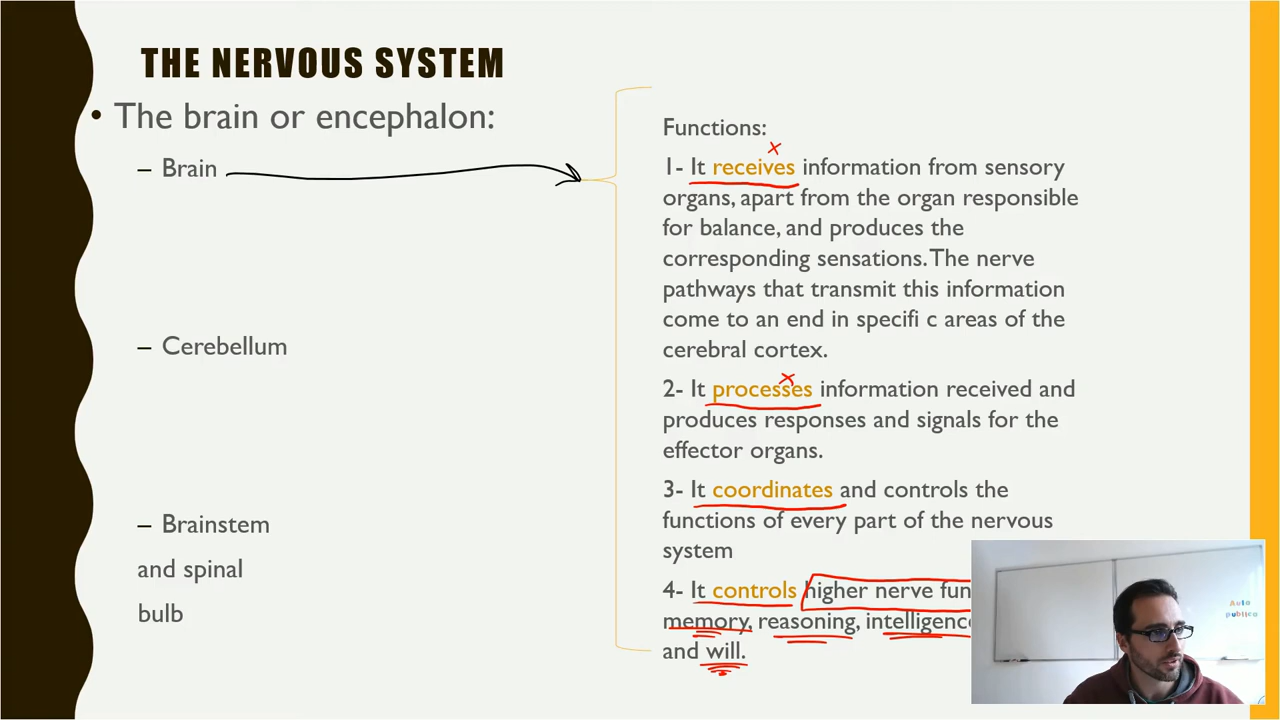 THE NERVOUS SYSTEM
• The brain or encephalon:
– Brain
– Cerebellum
– Brainstem
and spinal
bulb
Functions:
1- It receives information from sensory
organs, apart from the organ responsible
for balance, and produces the
corresponding sensations. The nerve
pathways that transmit this information
come to an end in specifi c areas of the
cerebral cortex.
2- It processes information received and
produces responses and signals for the
effector organs.
3- It coordinates and controls the
functions of every part of the nervous
system
4- It controls higher nerve fun
memory, reasoning, intelligenc
and will.
Aula
publica